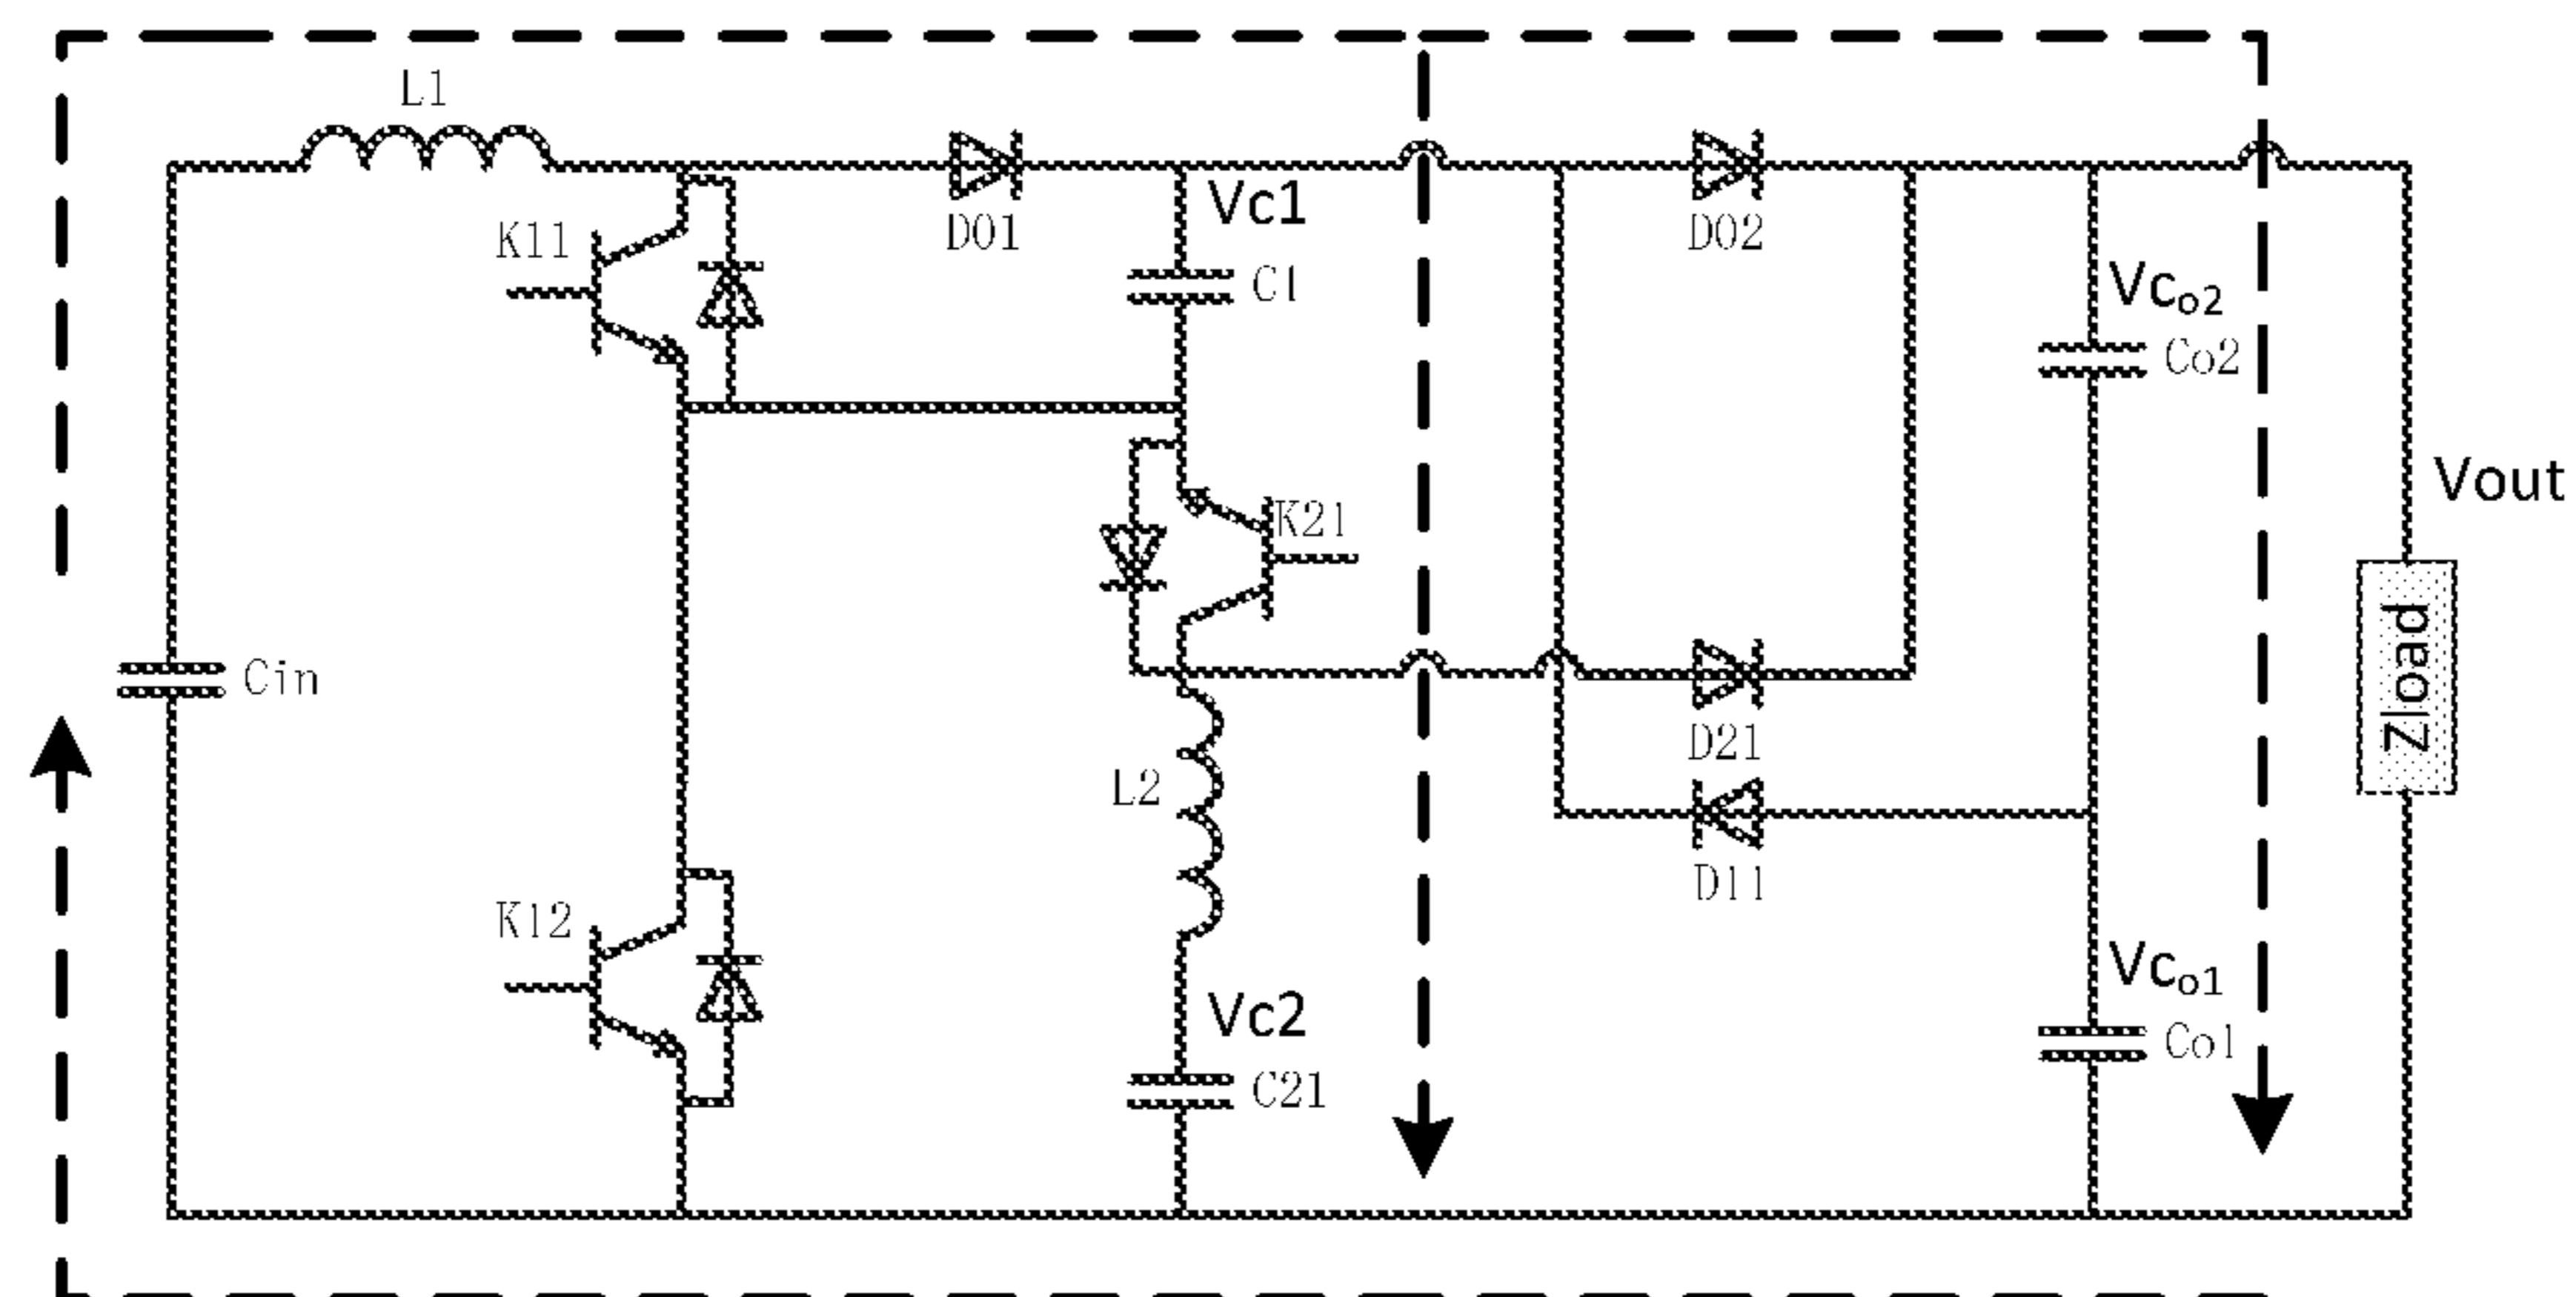 L1
K11
D01
Vc1
C1
D02
Vco2
Co2
Vout
K21
Zload
Cin
D21
L2
D11
K12
Vc2
C21
Vco1
Co1